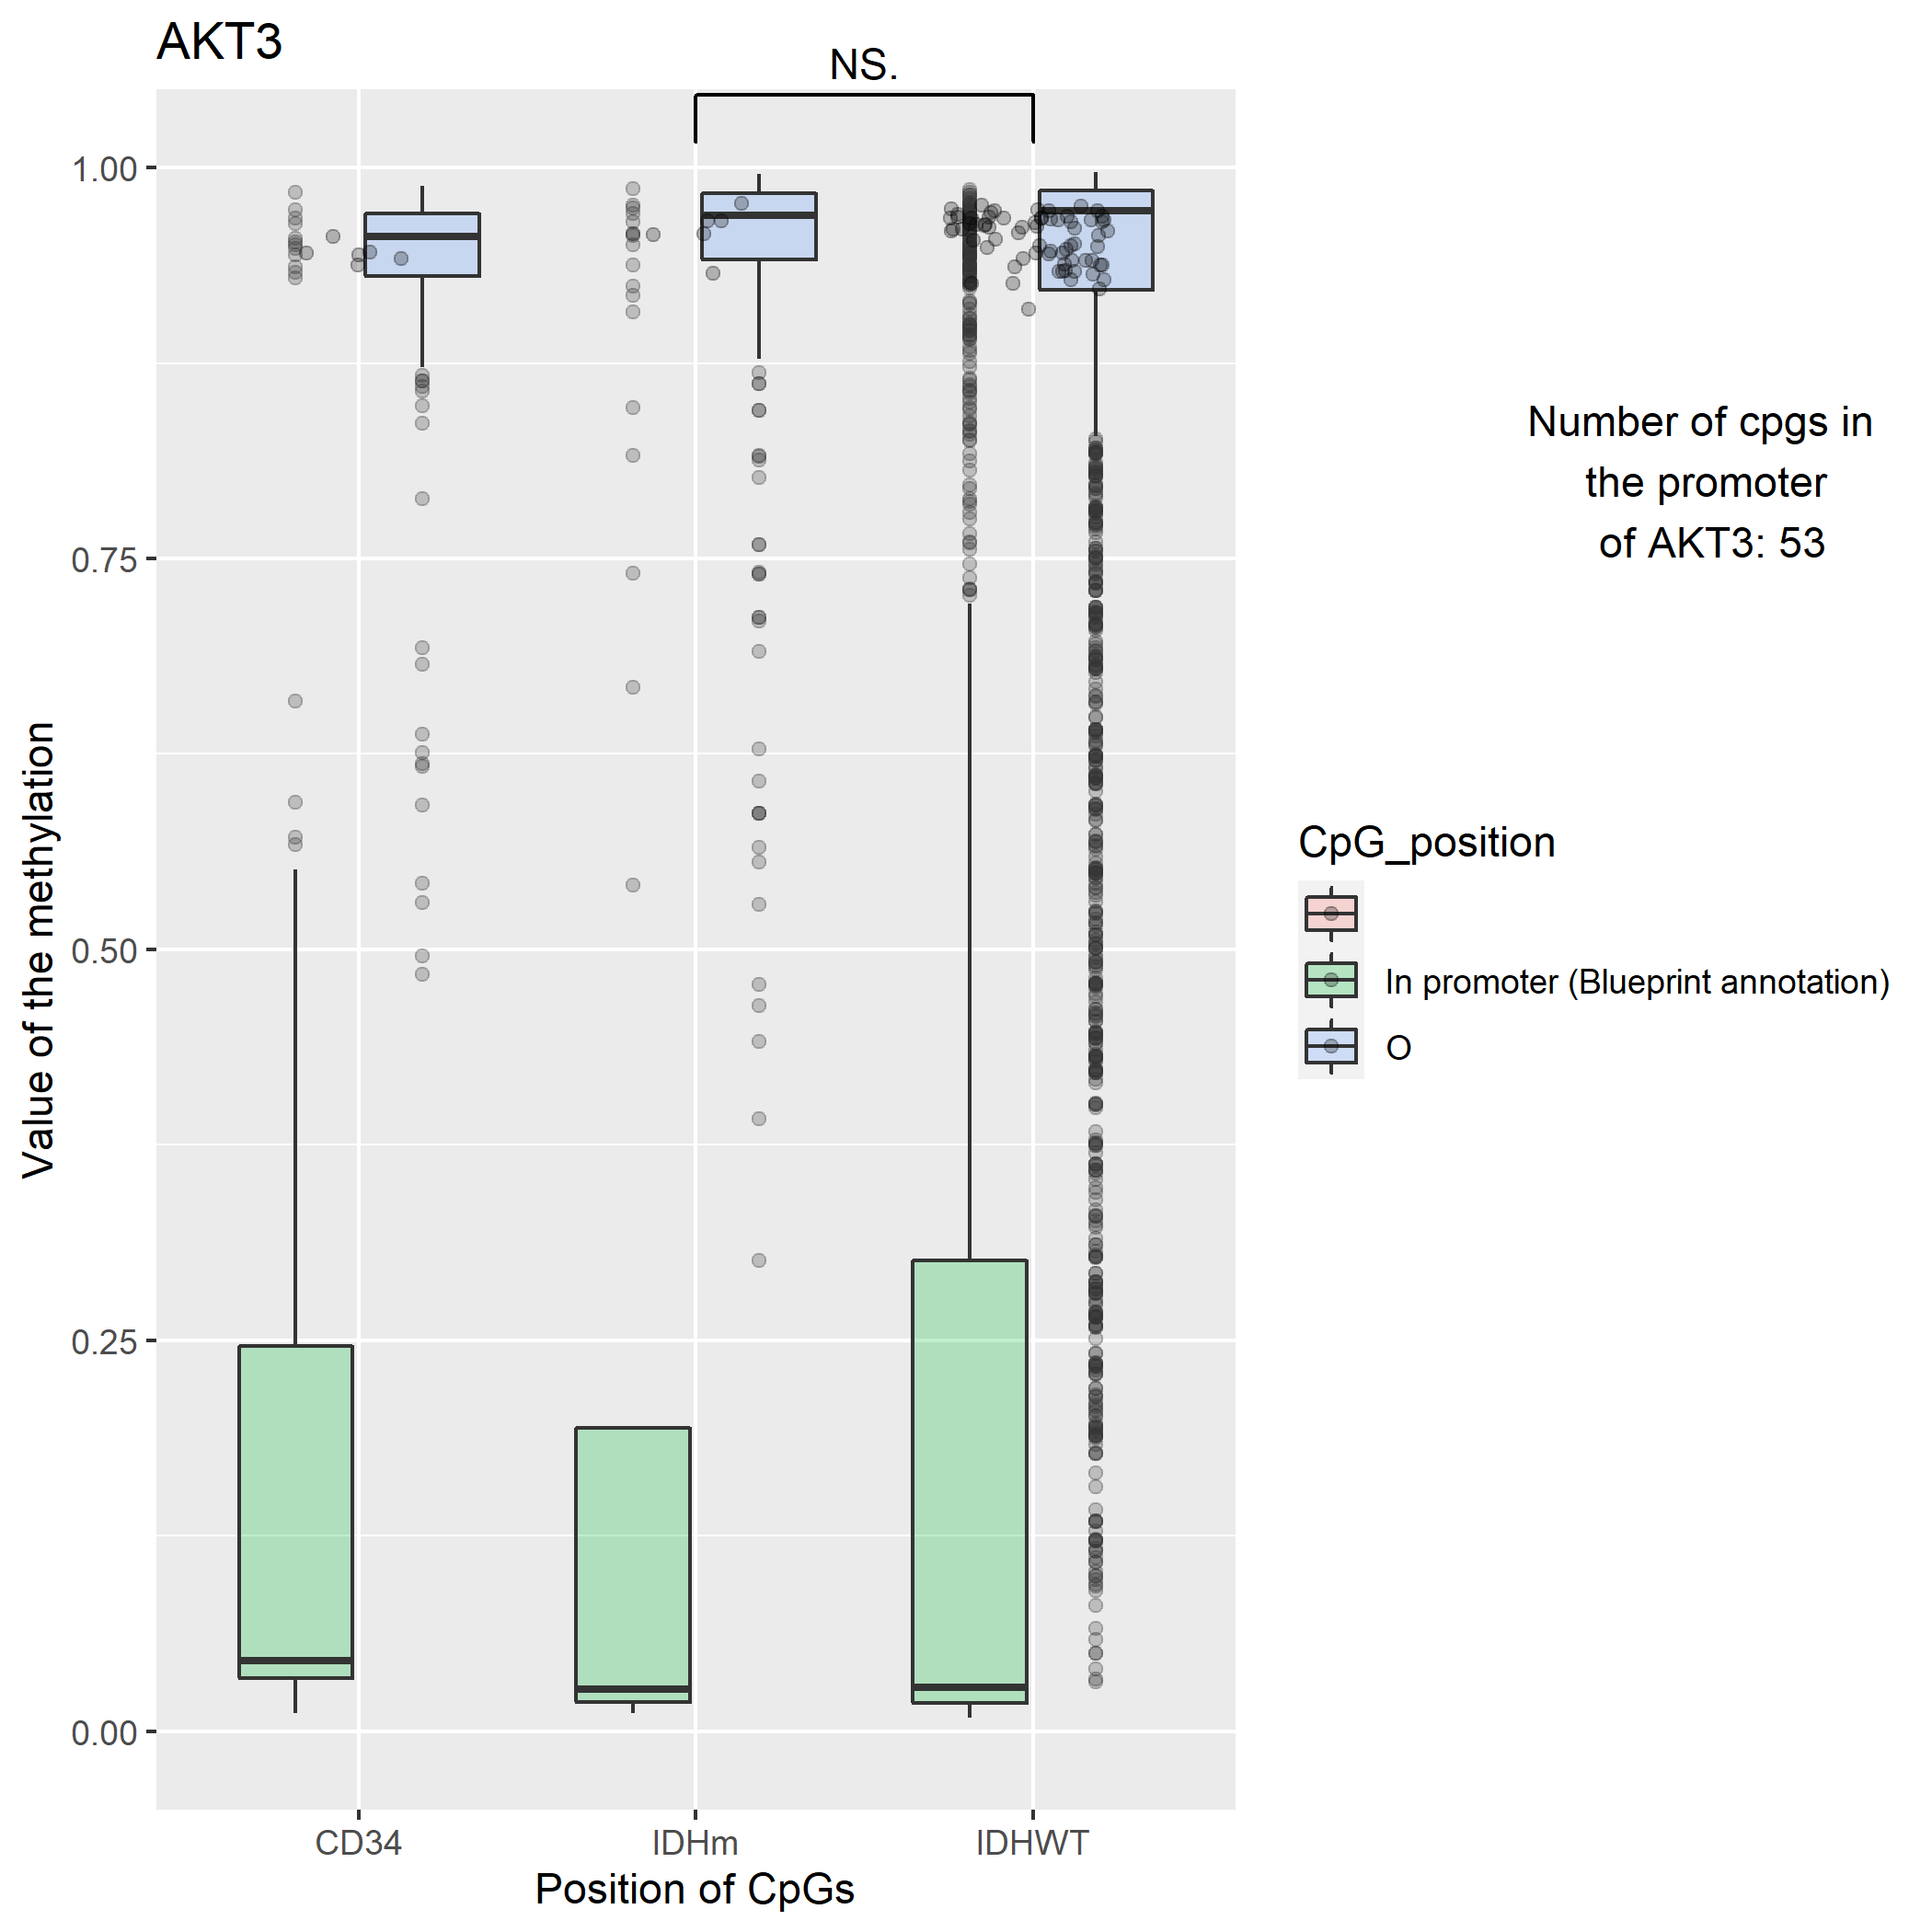 AKT3
NS.
1.00
0.75
0.50
0.25
0.00
Value of the methylation
CD34
IDHm
IDHWT
Position of CpGs
Number of cpgs in
the promoter
of AKT3: 53
CpG_position
In promoter (Blueprint annotation)
O